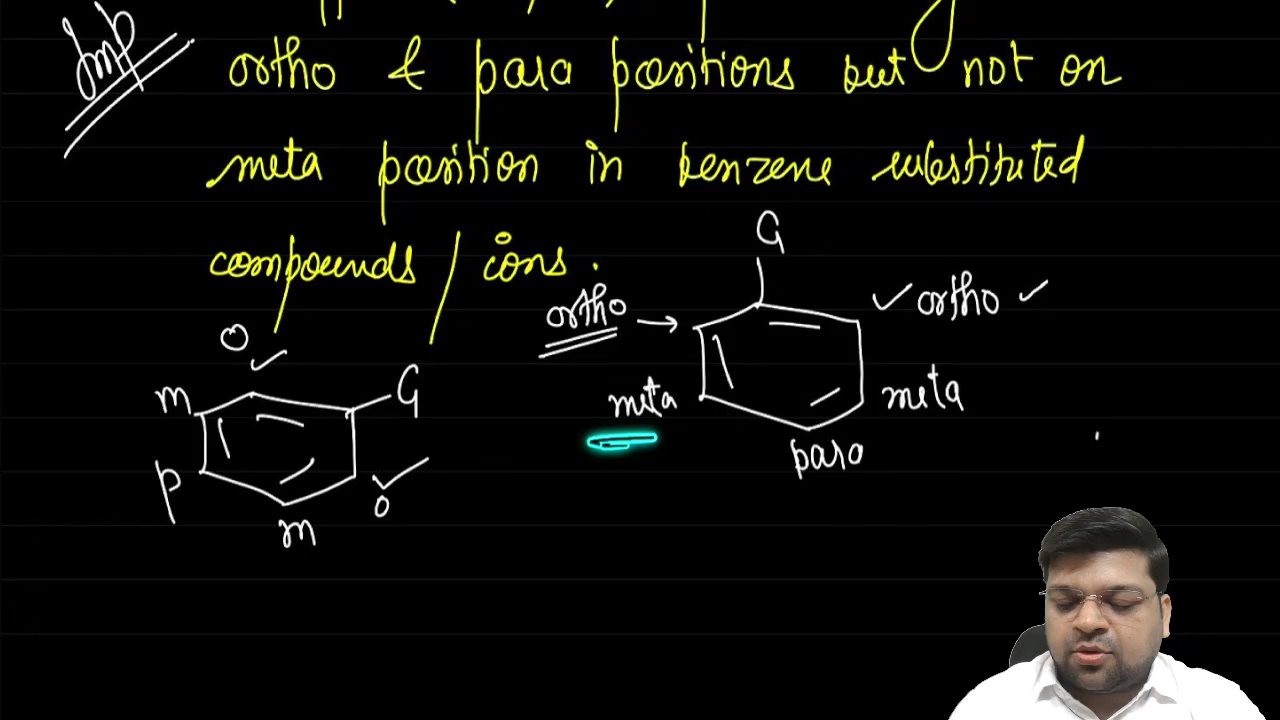 Imp
ortho & para positions but not on
meta position in benzene substituted
compounds / ions.
G
ortho → ✓ ortho ✓
meta meta
para
O ✓
m G
p ✓ O
m